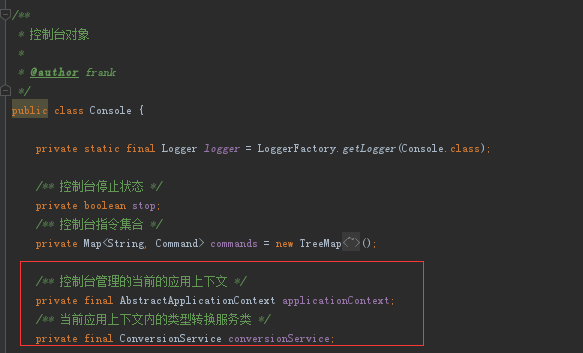 /**
* 控制台对象
*
* @author frank
*/
public class Console {
private static final Logger logger = LoggerFactory.getLogger(Console.class);
/** 控制台停止状态 */
private boolean stop;
/** 控制台指令集合 */
private Map<String, Command> commands = new TreeMap<~>();
/** 控制台管理的当前的应用上下文 */
private final AbstractApplicationContext applicationContext;
/** 当前应用上下文内的类型转换服务类 */
private final ConversionService conversionService;